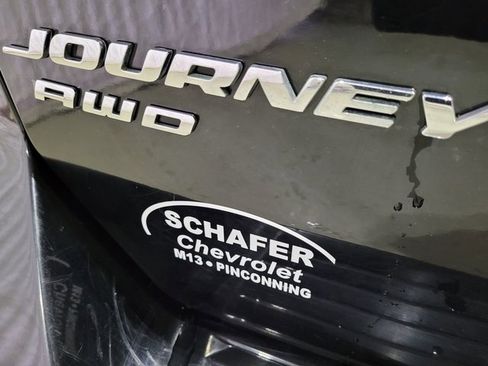 JOURNEY
AWD
SCHAFER
Chevrolet
M13 • PINCONNING